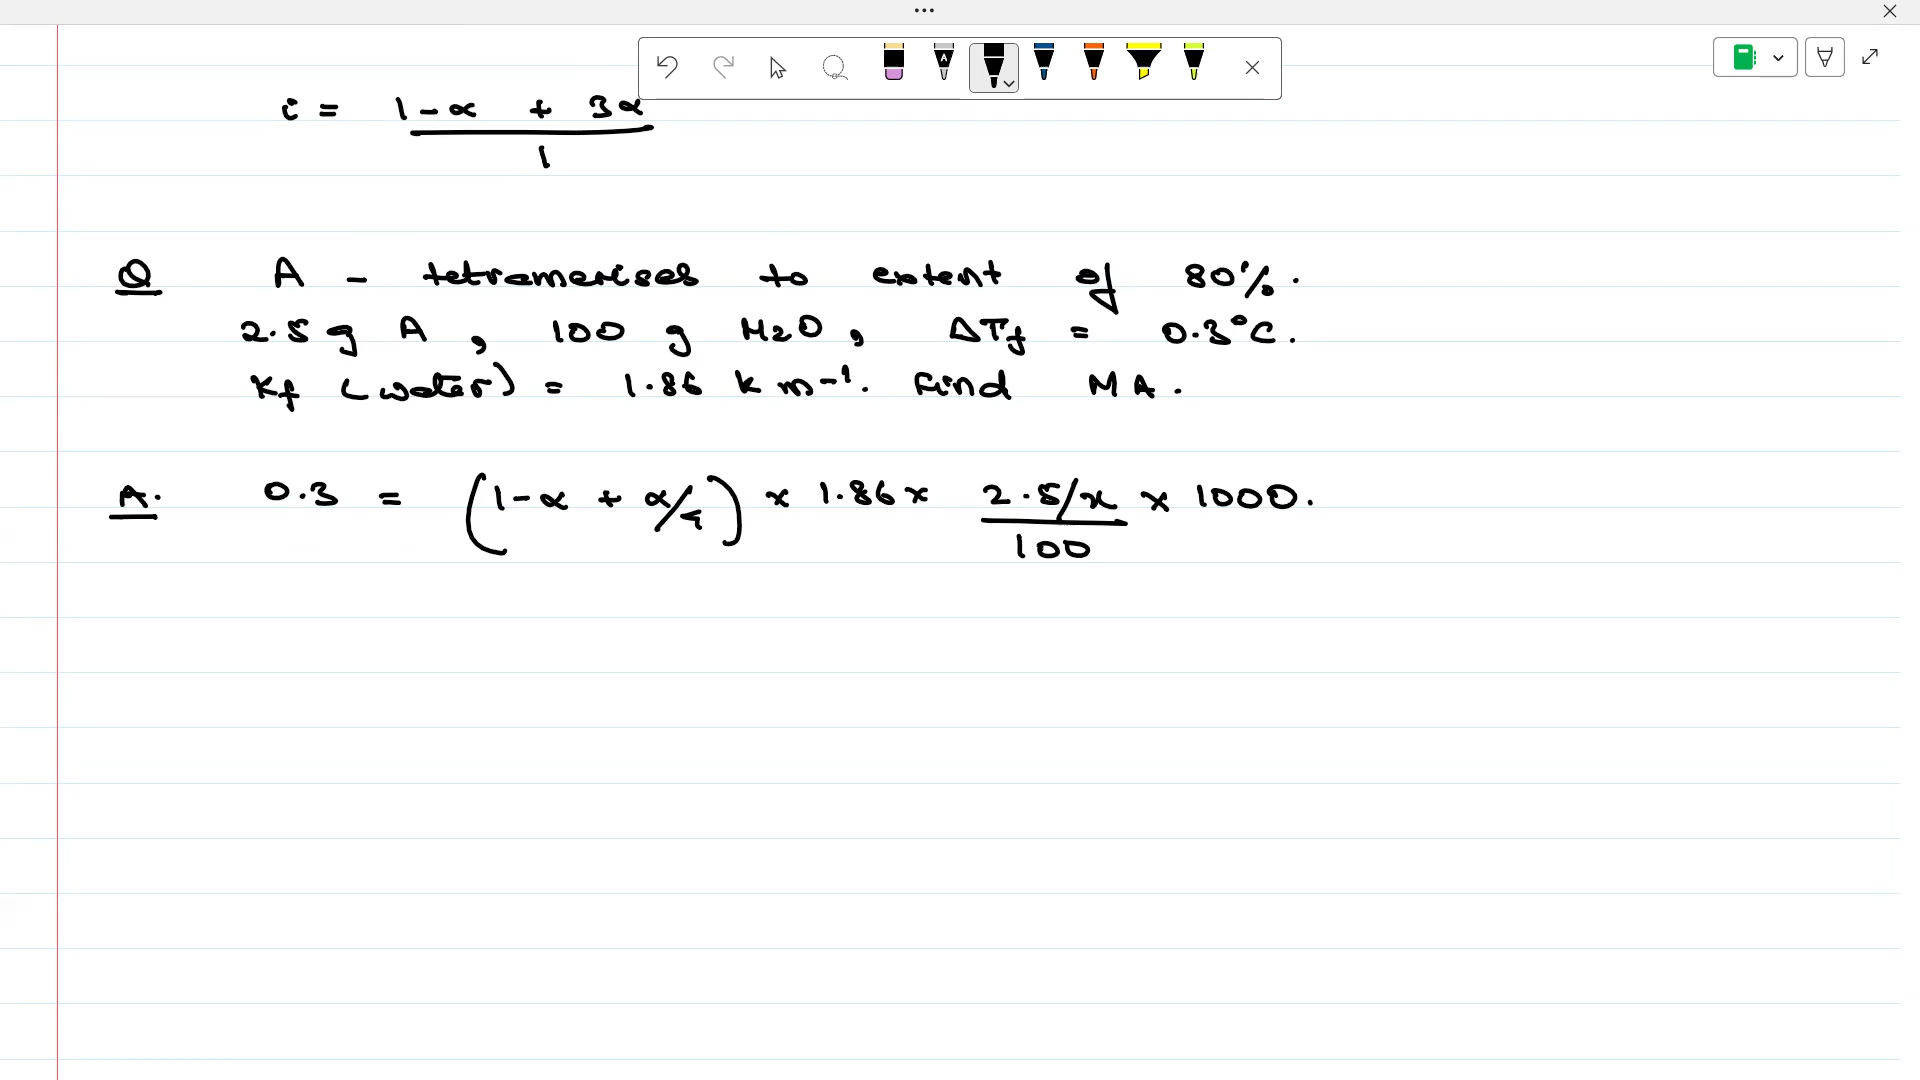 i = 1 - α + 3α
1
Q A - tetramerises to extent of 80%.
2.5 g A, 100 g H2O, ΔTf = 0.3°C.
Kf (water) = 1.86 k m-1. Find MA.
A. 0.3 = (1 - α + α/4) x 1.86 x 2.5/x x 1000.
100